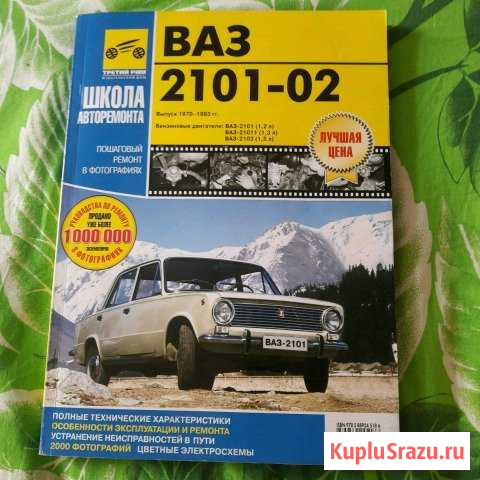 ВАЗ
2101-02
ТРЕТИЙ РИМ
ШКОЛА
АВТОРЕМОНТА
Выпуск 1970–1983 гг.
Бензиновые двигатели: ВАЗ-2101 (1,2 л)
ВАЗ-21011 (1,3 л)
ВАЗ-2103 (1,5 л)
ПОШАГОВЫЙ
РЕМОНТ
В ФОТОГРАФИЯХ
ЛУЧШАЯ
ЦЕНА
РУКОВОДСТВА ПО РЕМОНТУ
ПРОДАНО
УЖЕ БОЛЕЕ
1 000 000
ЭКЗЕМПЛЯРОВ
В ФОТОГРАФИЯХ
ВАЗ-2101
ПОЛНЫЕ ТЕХНИЧЕСКИЕ ХАРАКТЕРИСТИКИ
ОСОБЕННОСТИ ЭКСПЛУАТАЦИИ И РЕМОНТА
УСТРАНЕНИЕ НЕИСПРАВНОСТЕЙ В ПУТИ
2000 ФОТОГРАФИЙ ЦВЕТНЫЕ ЭЛЕКТРОСХЕМЫ
KupluSrazu.ru